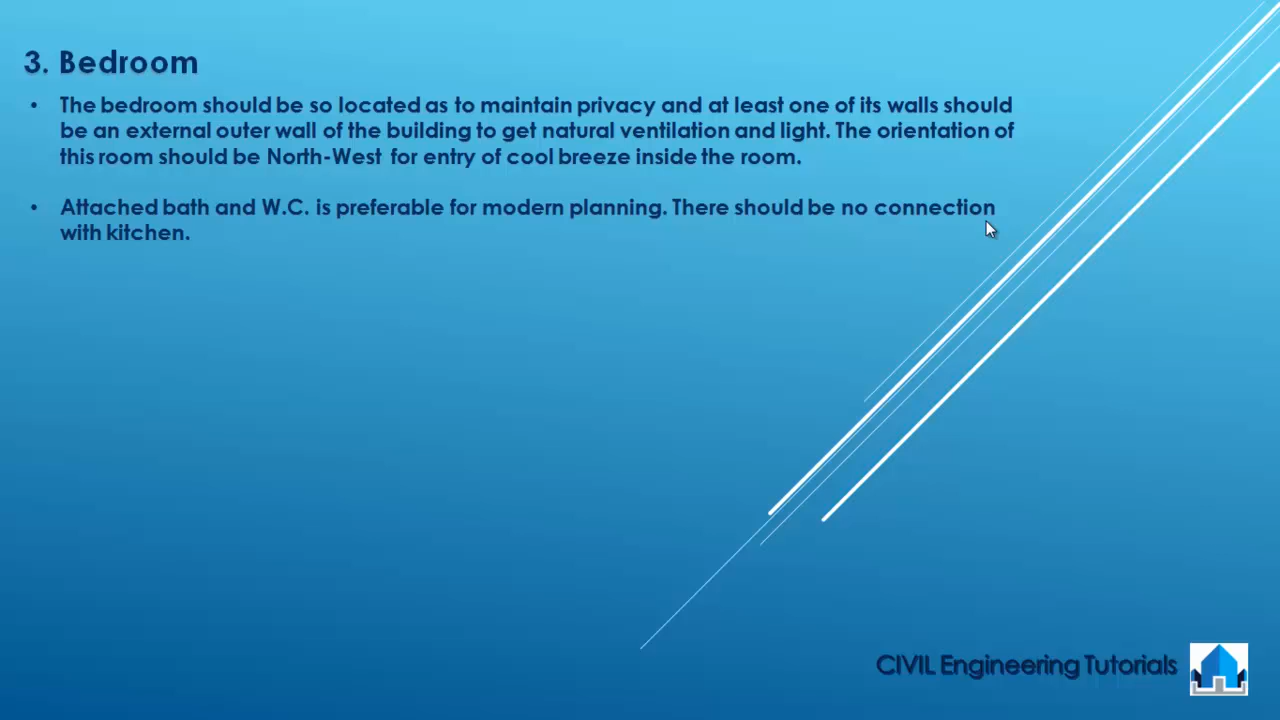 3. Bedroom
• The bedroom should be so located as to maintain privacy and at least one of its walls should
be an external outer wall of the building to get natural ventilation and light. The orientation of
this room should be North-West for entry of cool breeze inside the room.
• Attached bath and W.C. is preferable for modern planning. There should be no connection
with kitchen.
CIVIL Engineering Tutorials